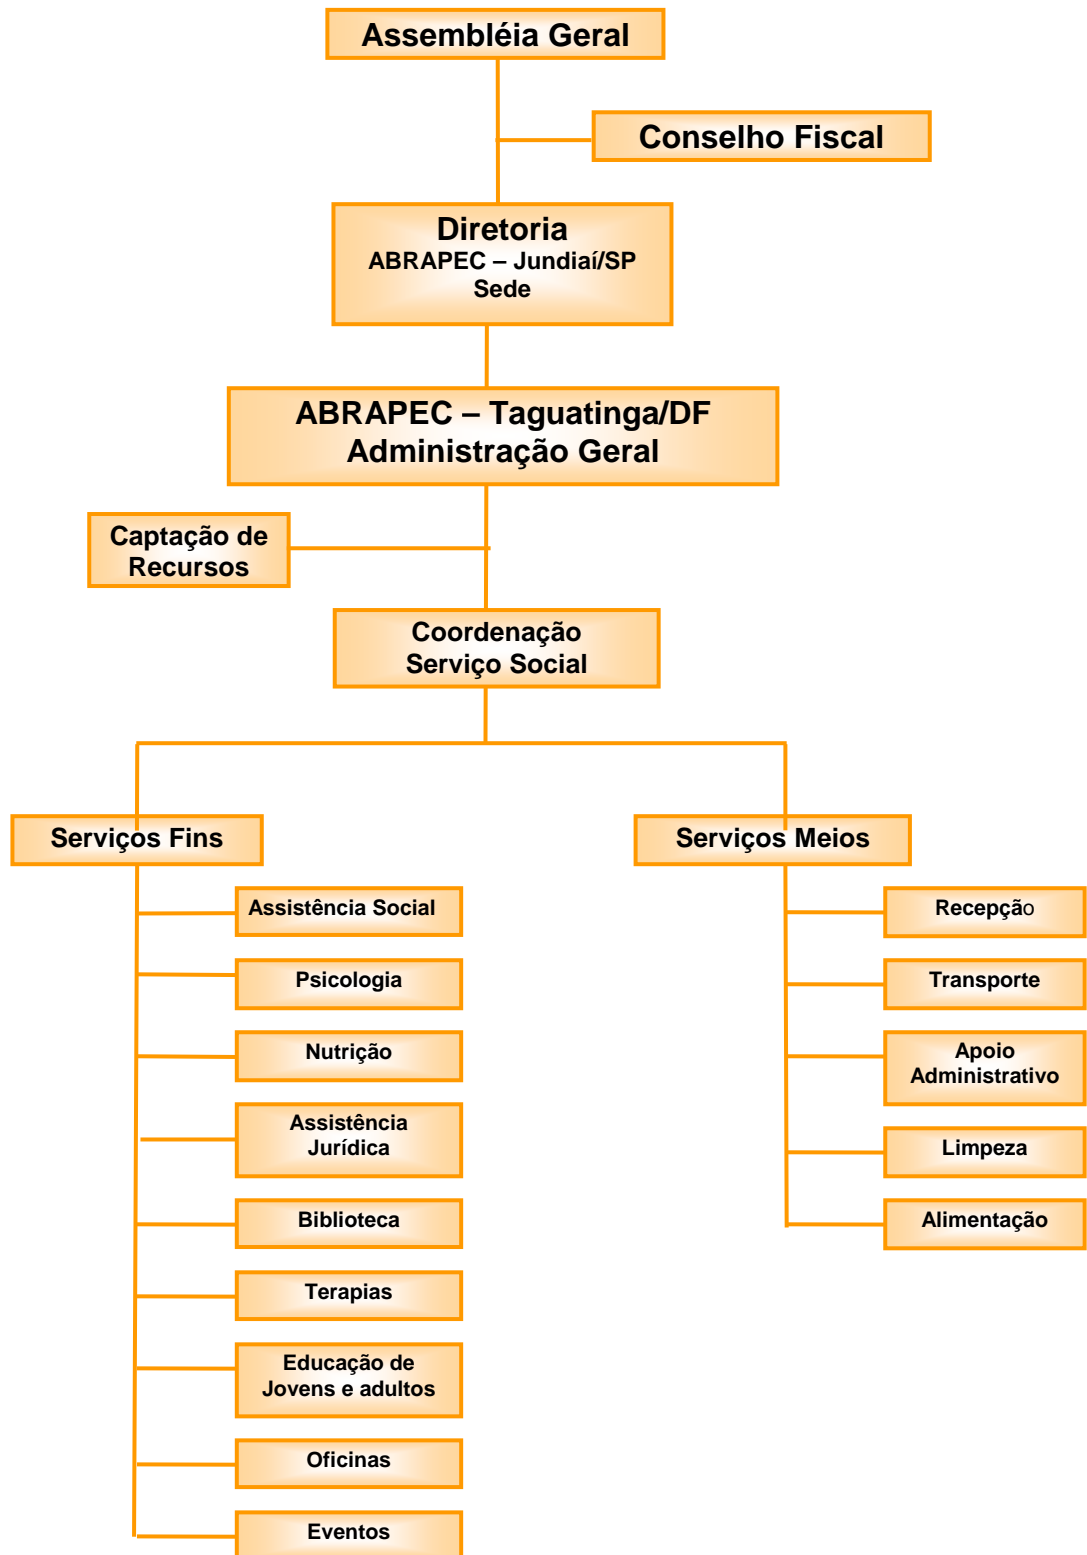 Assembléia Geral
Conselho Fiscal
Diretoria
ABRAPEC – Jundiaí/SP
Sede
ABRAPEC – Taguatinga/DF
Administração Geral
Captação de
Recursos
Coordenação
Serviço Social
Serviços Fins
Assistência Social
Psicologia
Nutrição
Assistência
Jurídica
Biblioteca
Terapias
Educação de
Jovens e adultos
Oficinas
Eventos
Serviços Meios
Recepção
Transporte
Apoio
Administrativo
Limpeza
Alimentação